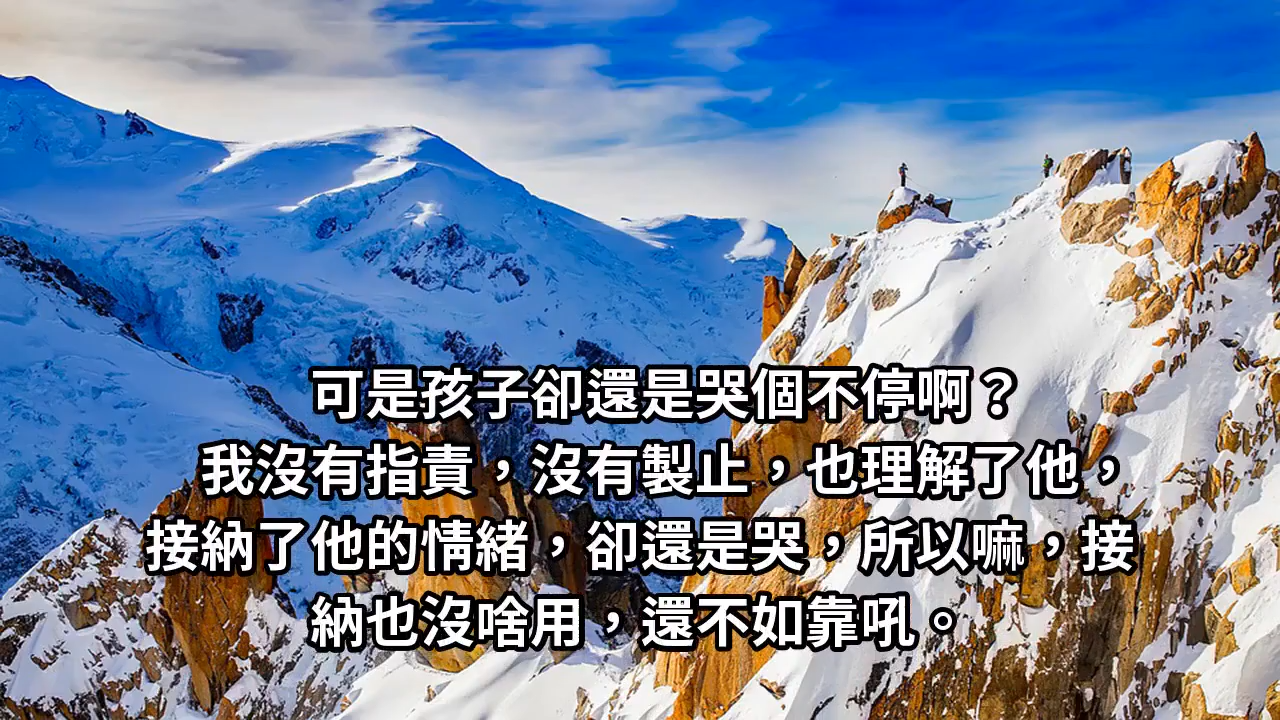 可是孩子卻還是哭個不停啊？
我沒有指責，沒有製止，也理解了他，
接納了他的情緒，卻還是哭，所以嘛，接
納也沒啥用，還不如靠吼。